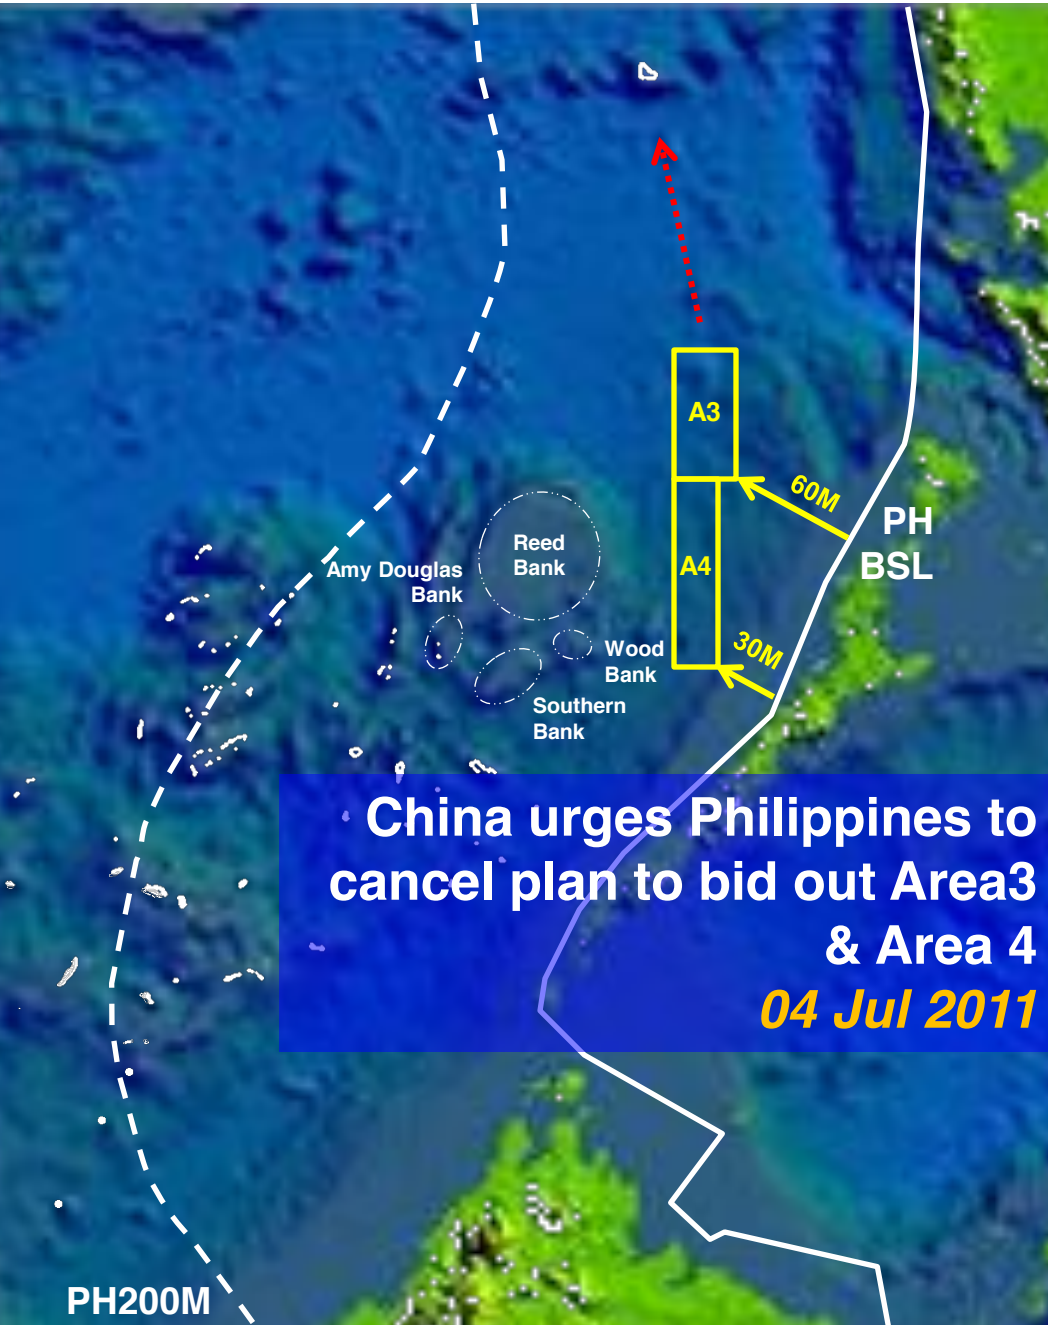 A3
60M
PH
BSL
Reed
Bank
Amy Douglas
Bank
A4
30M
Wood
Bank
Southern
Bank
China urges Philippines to
cancel plan to bid out Area3
& Area 4
04 Jul 2011
PH200M